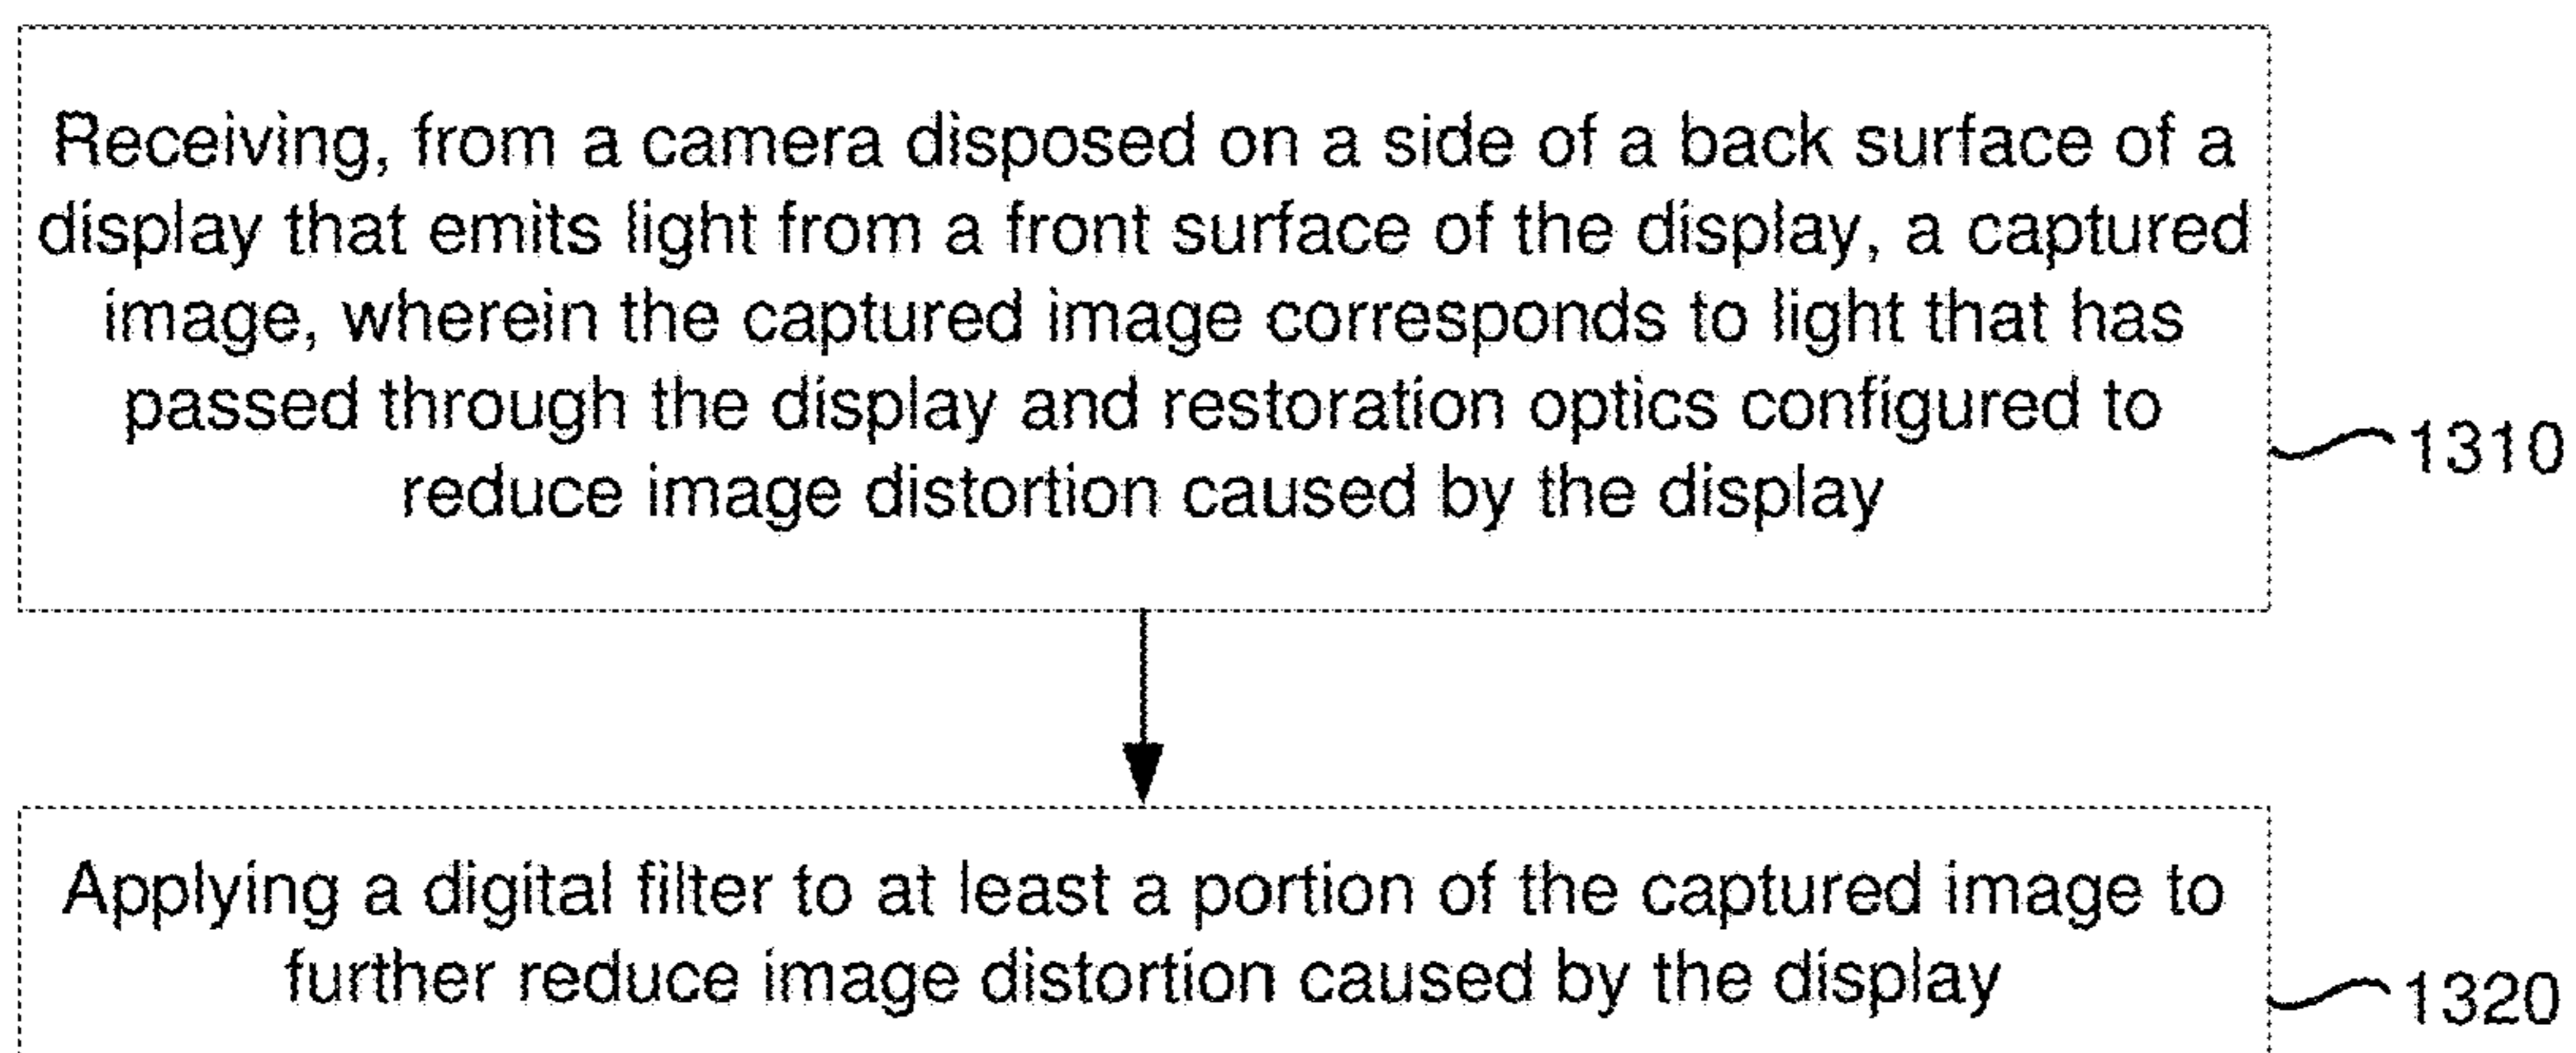 Receiving, from a camera disposed on a side of a back surface of a
display that emits light from a front surface of the display, a captured
image, wherein the captured image corresponds to light that has
passed through the display and restoration optics configured to
reduce image distortion caused by the display
1310
Applying a digital filter to at least a portion of the captured image to
further reduce image distortion caused by the display
1320